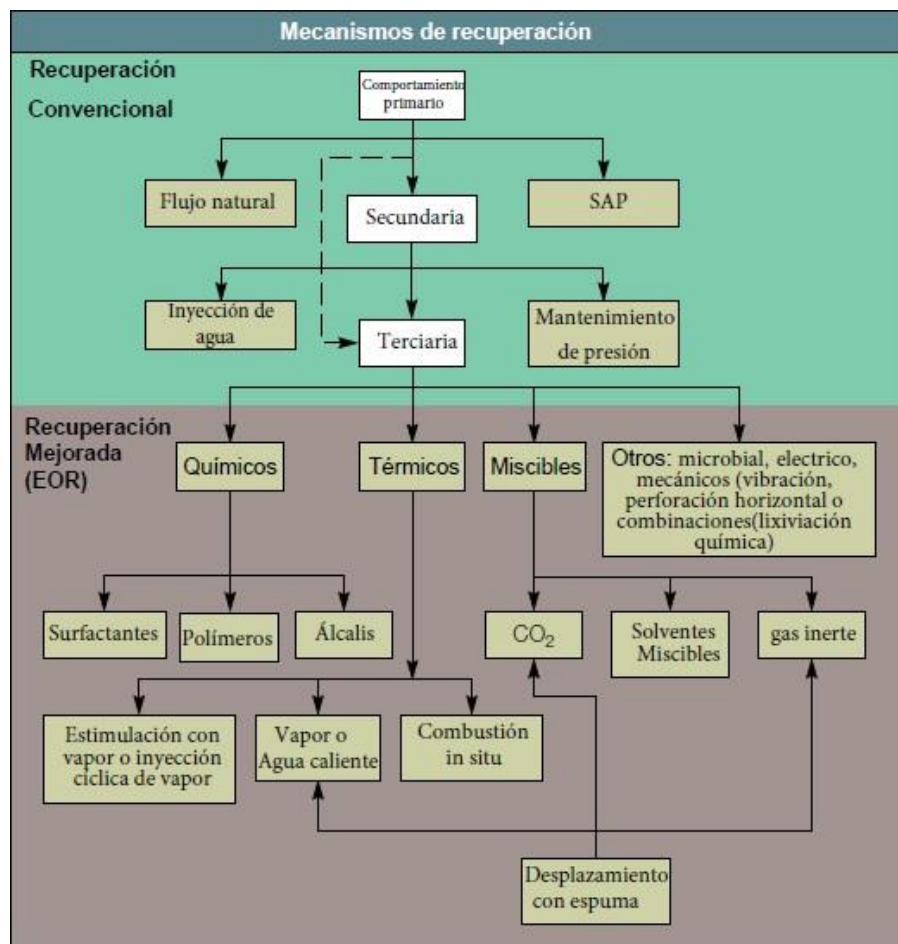 Mecanismos de recuperación
Recuperación
Convencional
Comportamiento
primario
Flujo natural
SAP
Secundaria
Inyección de
agua
Mantenimiento
de presión
Terciaria
Recuperación
Mejorada
(EOR)
Químicos
Térmicos
Miscibles
Otros: microbial, electrico,
mecánicos (vibración,
perforación horizontal o
combinaciones(lixiviación
química)
Surfactantes
Polímeros
Álcalis
CO₂
Solventes
Miscibles
gas inerte
Estimulación con
vapor o inyección
cíclica de vapor
Vapor o
Agua caliente
Combustión
in situ
Desplazamiento
con espuma